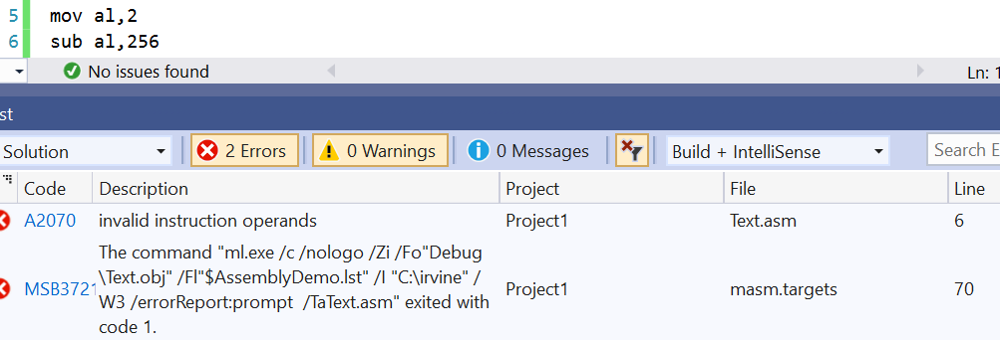 5 mov al,2
6 sub al,256
No issues found Ln: 1
st
Solution 2 Errors 0 Warnings 0 Messages Build + IntelliSense Search E
Code Description Project File Line
A2070 invalid instruction operands Project1 Text.asm 6
The command "ml.exe /c /nologo /Zi /Fo"Debug
\Text.obj" /Fl"$AssemblyDemo.lst" /I "C:\irvine" /
MSB3721 W3 /errorReport:prompt /TaText.asm" exited with Project1 masm.targets 70
code 1.